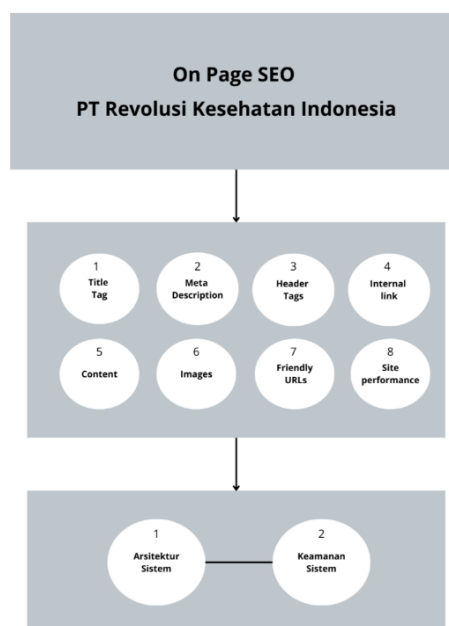 On Page SEO
PT Revolusi Kesehatan Indonesia
1
Title
Tag
2
Meta
Description
3
Header
Tags
4
Internal
link
5
Content
6
Images
7
Friendly
URLs
8
Site
performance
1
Arsitektur
Sistem
2
Keamanan
Sistem